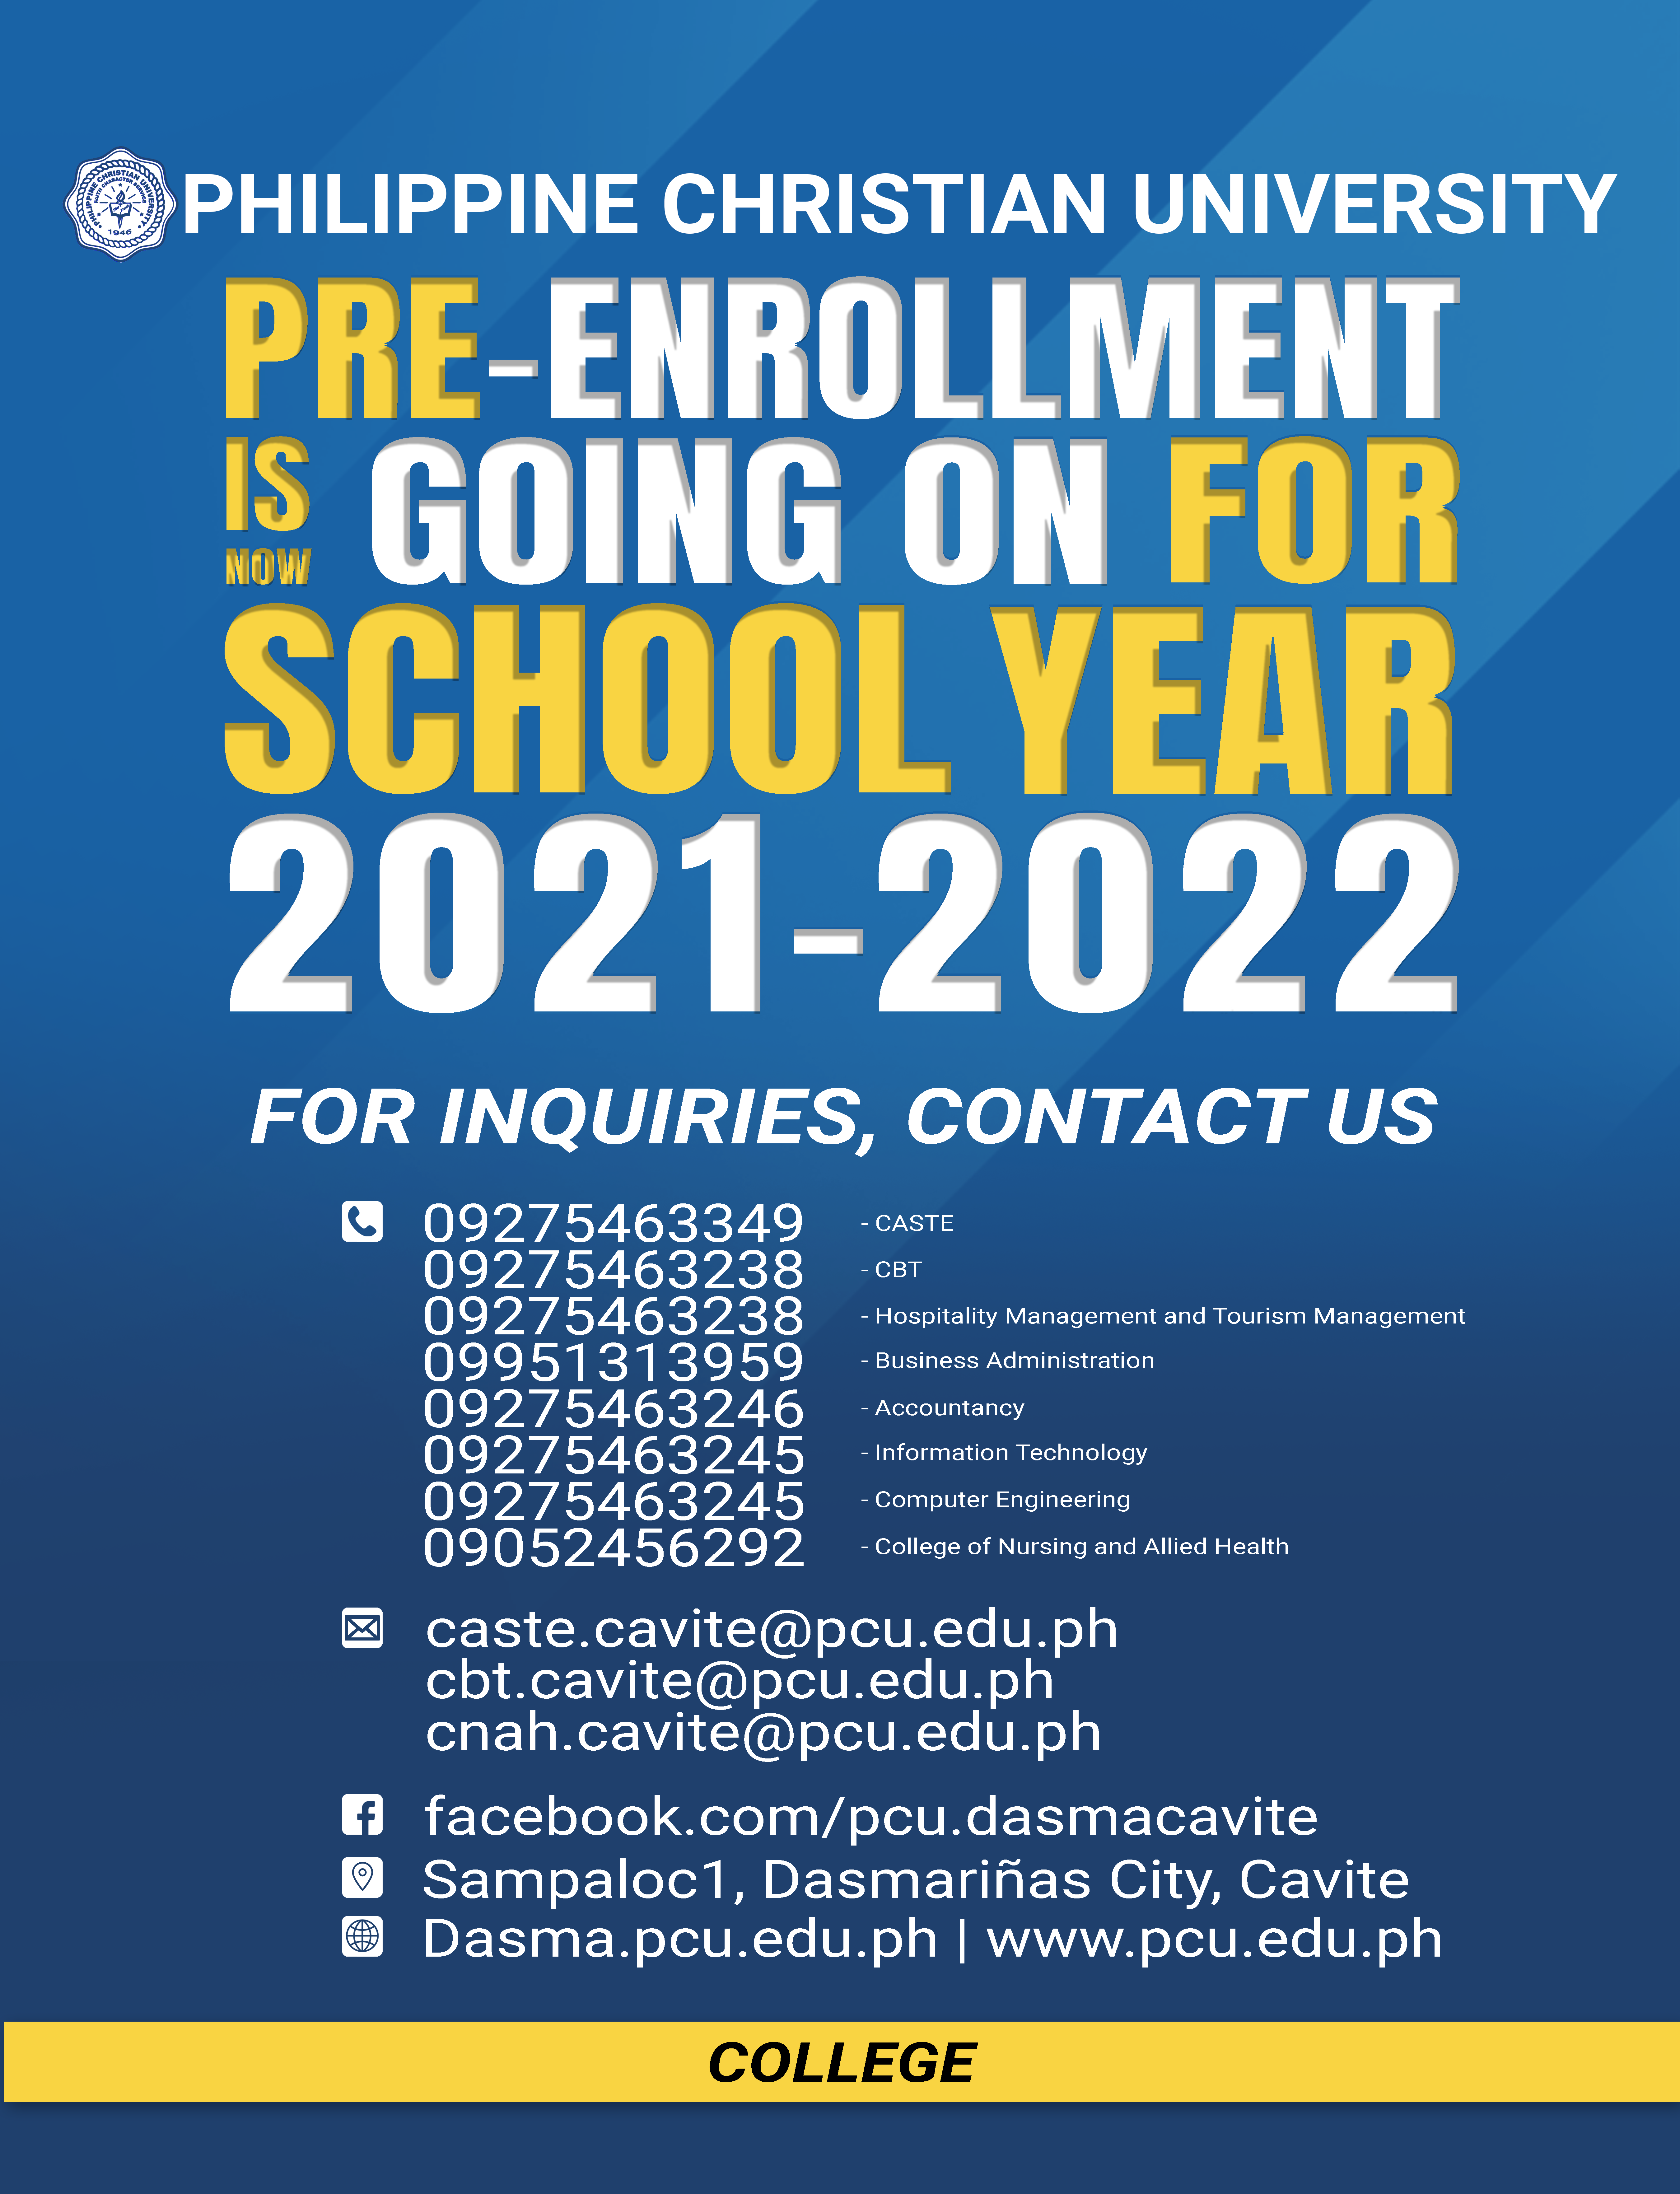 PHILIPPINE CHRISTIAN UNIVERSITY
PHILIPPINE CHRISTIAN UNIVERSITY
1946
PRE-ENROLLMENT
IS NOW GOING ON FOR
SCHOOL YEAR
2021-2022
FOR INQUIRIES, CONTACT US
09275463349 - CASTE
09275463238 - CBT
09275463238 - Hospitality Management and Tourism Management
09951313959 - Business Administration
09275463246 - Accountancy
09275463245 - Information Technology
09275463245 - Computer Engineering
09052456292 - College of Nursing and Allied Health
caste.cavite@pcu.edu.ph
cbt.cavite@pcu.edu.ph
cnah.cavite@pcu.edu.ph
facebook.com/pcu.dasmacavite
Sampaloc1, Dasmariñas City, Cavite
Dasma.pcu.edu.ph | www.pcu.edu.ph
COLLEGE